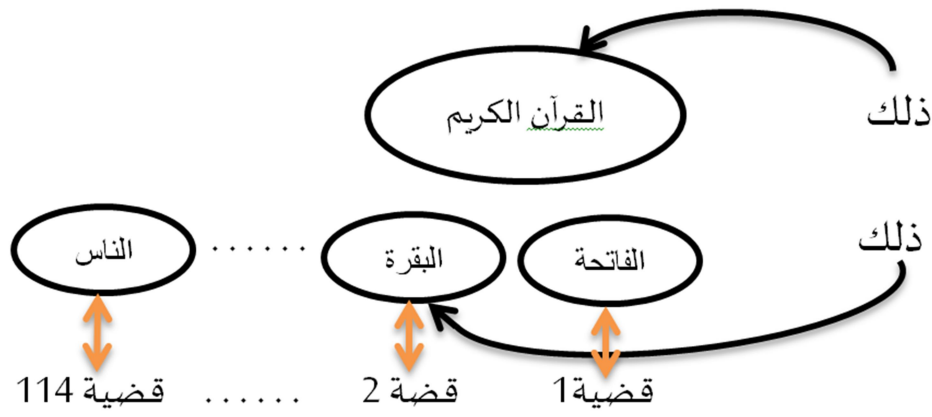 ذلك القرآن الكريم
ذلك الفاتحة البقرة ...... الناس
قضية1 قضة 2 ...... قضية 114